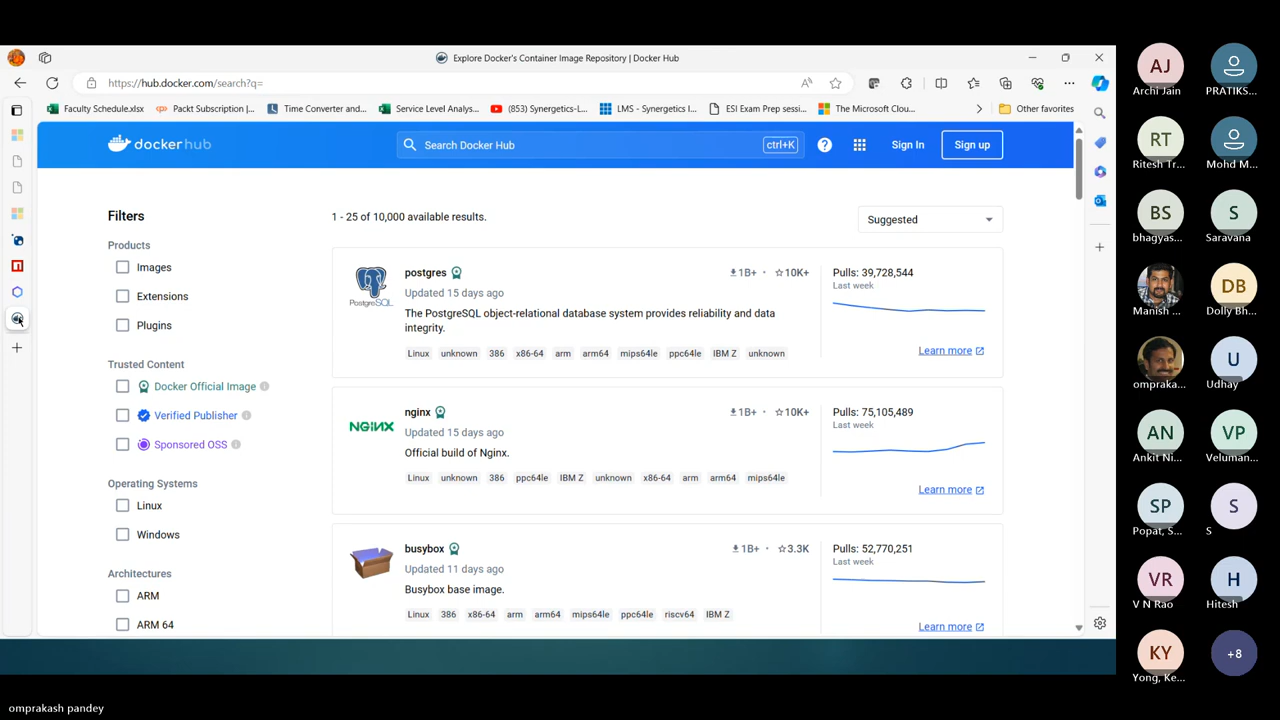 Explore Docker's Container Image Repository | Docker Hub
https://hub.docker.com/search?q=
Faculty Schedule.xlsx
Packt Subscription |...
Time Converter and...
Service Level Analys...
(853) Synergetics-L...
LMS - Synergetics I...
ESI Exam Prep sessi...
The Microsoft Clou...
Other favorites
dockerhub
Search Docker Hub
ctrl+K
Sign In
Sign up
Filters
Products
Images
Extensions
Plugins
Trusted Content
Docker Official Image
Verified Publisher
Sponsored OSS
Operating Systems
Linux
Windows
Architectures
ARM
ARM 64
1 - 25 of 10,000 available results.
Suggested
PostgreSQL
postgres
1B+ • 10K+
Updated 15 days ago
The PostgreSQL object-relational database system provides reliability and data
integrity.
Linux unknown 386 x86-64 arm arm64 mips64le ppc64le IBM Z unknown
Pulls: 39,728,544
Last week
Learn more
NGINX
nginx
1B+ • 10K+
Updated 15 days ago
Official build of Nginx.
Linux unknown 386 ppc64le IBM Z unknown x86-64 arm arm64 mips64le
Pulls: 75,105,489
Last week
Learn more
busybox
1B+ • 3.3K
Updated 11 days ago
Busybox base image.
Linux 386 x86-64 arm arm64 mips64le ppc64le riscv64 IBM Z
Pulls: 52,770,251
Last week
Learn more
AJ
Archi Jain
PRATIKS...
RT
Ritesh Tr...
Mohd M...
BS
bhagyas...
S
Saravana
Manish ...
DB
Dolly Bh...
ompraka...
U
Udhay
AN
Ankit Ni...
VP
Veluman...
SP
Popat, S...
S
S
VR
V N Rao
H
Hitesh
KY
Yong, Ke...
+8
omprakash pandey